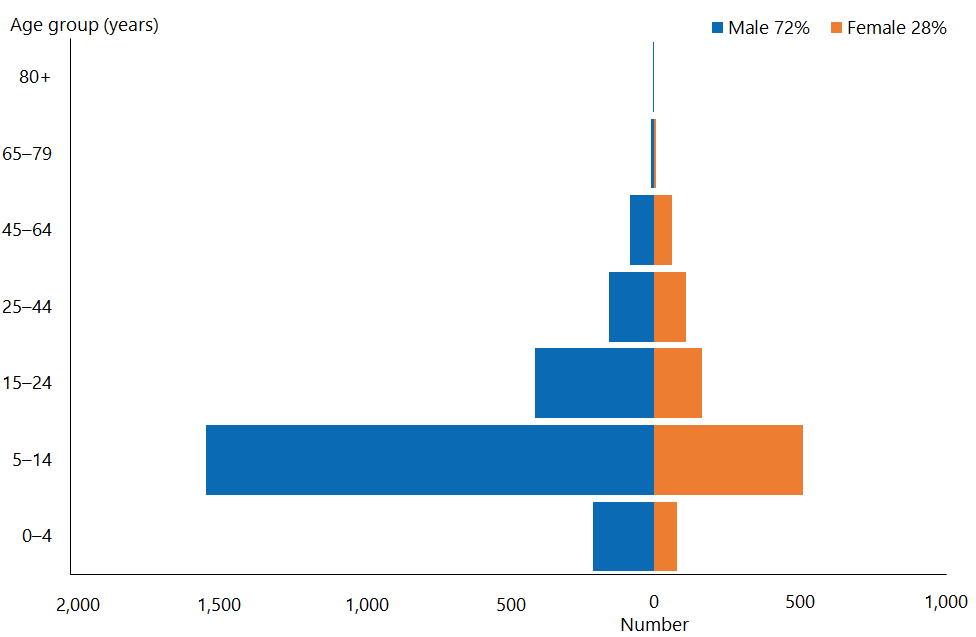 Age group (years)
Male 72% Female 28%
80+
65–79
45–64
25–44
15–24
5–14
0–4
2,000 1,500 1,000 500 0 500 1,000
Number